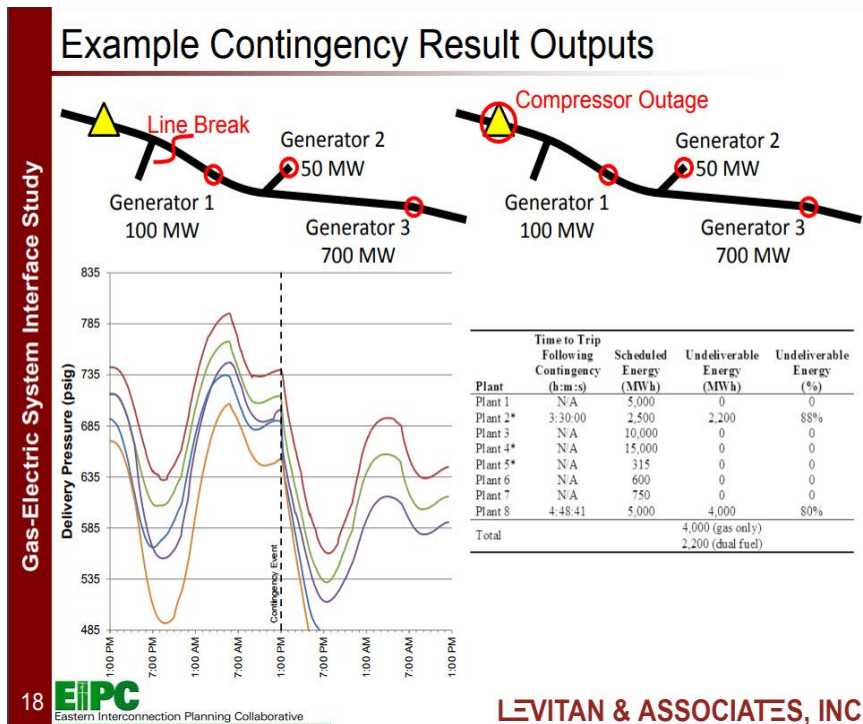 Example Contingency Result Outputs
Gas-Electric System Interface Study
Line Break
Generator 2
50 MW
Generator 1
100 MW
Generator 3
700 MW
Compressor Outage
Generator 2
50 MW
Generator 1
100 MW
Generator 3
700 MW
Delivery Pressure (psig)
835
785
735
685
635
585
535
485
Contingency Event
1:00 PM
7:00 PM
1:00 AM
7:00 AM
1:00 PM
7:00 PM
1:00 AM
7:00 AM
1:00 PM
Plant Time to Trip Following Contingency (h:m:s) Scheduled Energy (MWh) Undeliverable Energy (MWh) Undeliverable Energy (%)
Plant 1 N/A 5,000 0 0
Plant 2* 3:30:00 2,500 2,200 88%
Plant 3 N/A 10,000 0 0
Plant 4* N/A 15,000 0 0
Plant 5* N/A 315 0 0
Plant 6 N/A 600 0 0
Plant 7 N/A 750 0 0
Plant 8 4:48:41 5,000 4,000 80%
Total 4,000 (gas only)
2,200 (dual fuel)
18
EIPC
Eastern Interconnection Planning Collaborative
LEVITAN & ASSOCIATES, INC